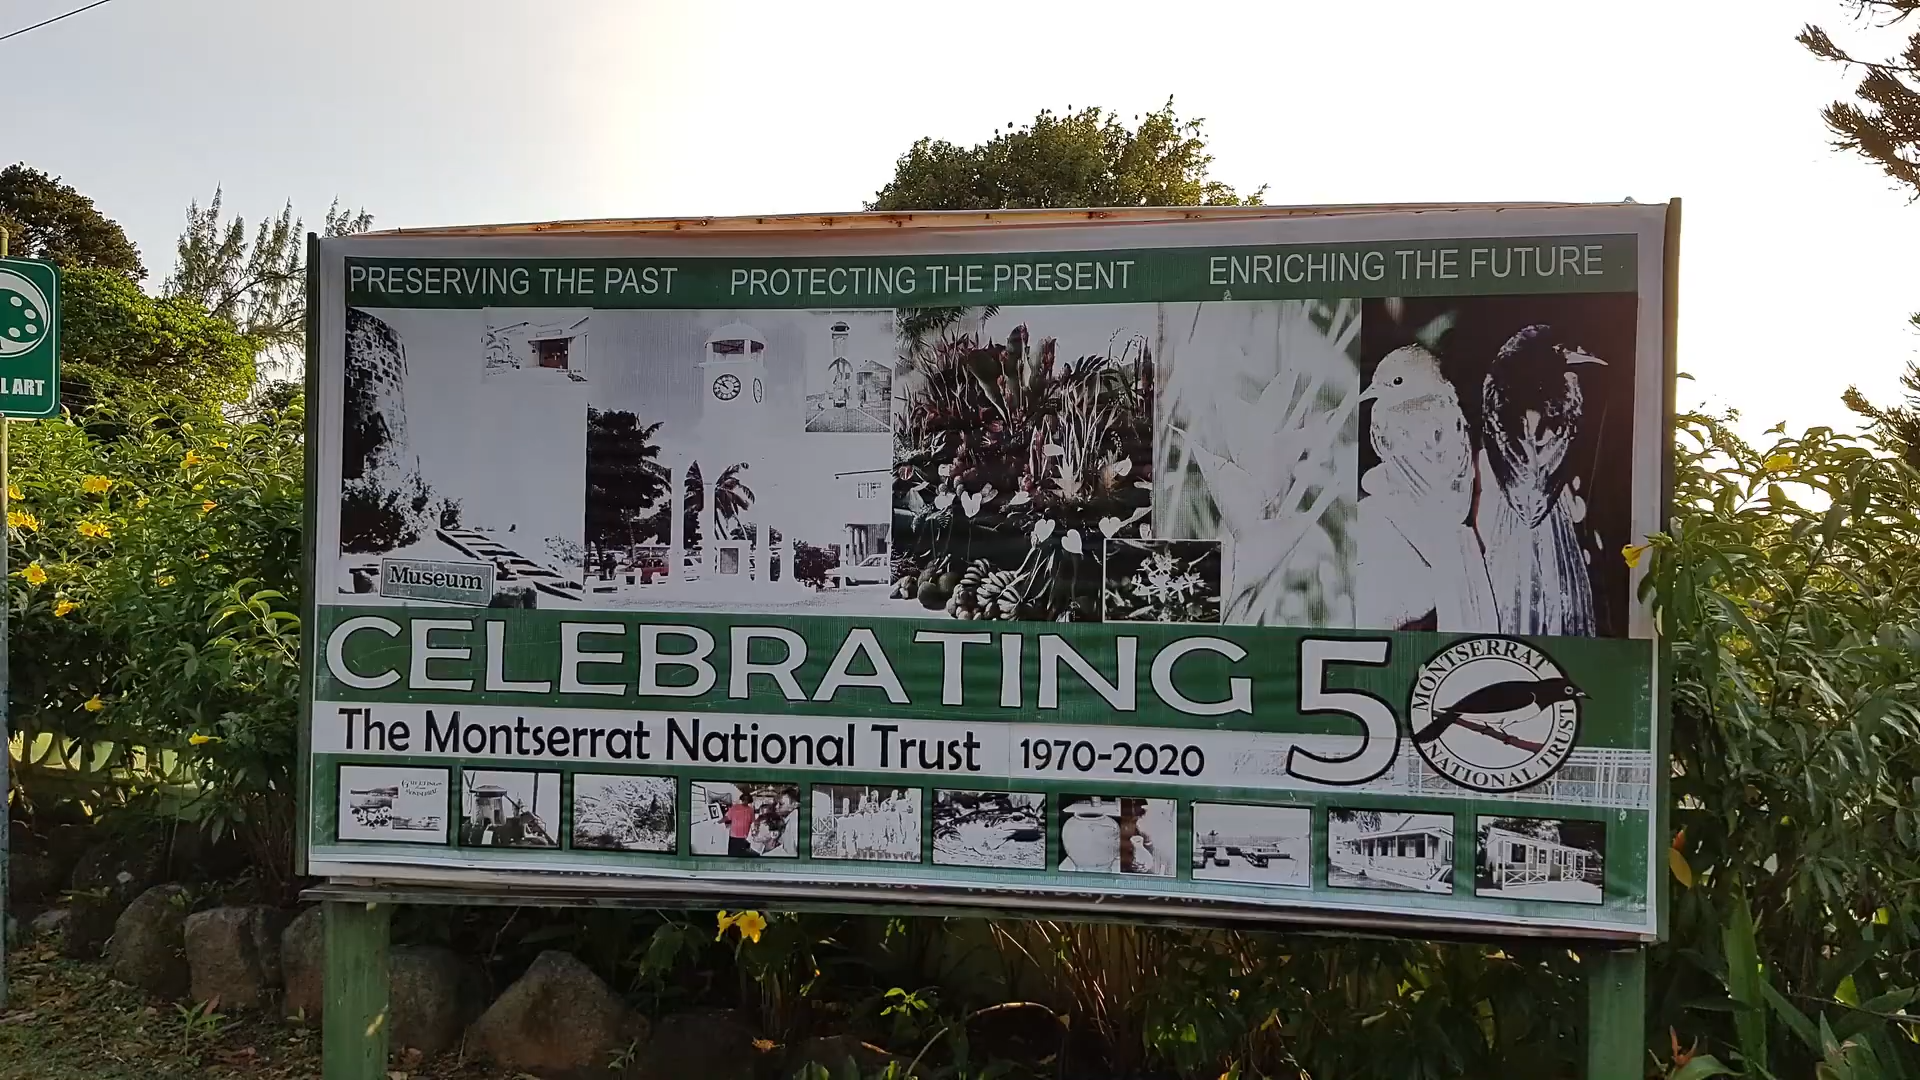 PRESERVING THE PAST PROTECTING THE PRESENT ENRICHING THE FUTURE
L ART
Museum
CELEBRATING 50
MONTSERRAT
NATIONAL TRUST
The Montserrat National Trust 1970-2020